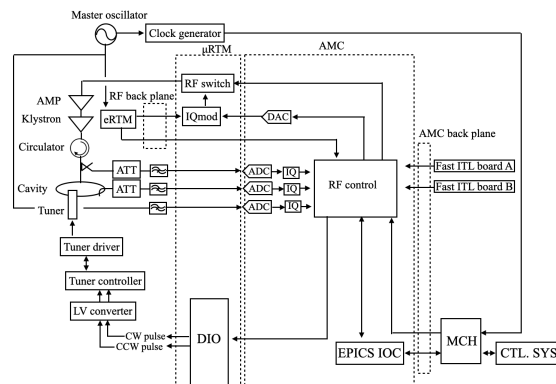 Master oscillator
Clock generator
μRTM
AMC
RF switch
RF back plane
AMP
Klystron
eRTM
IQmod
DAC
AMC back plane
Circulator
ATT
ADC
IQ
RF control
Fast ITL board A
Cavity
ATT
ADC
IQ
Fast ITL board B
Tuner
ADC
IQ
Tuner driver
Tuner controller
LV converter
CW pulse
CCW pulse
DIO
EPICS IOC
MCH
CTL. SYS